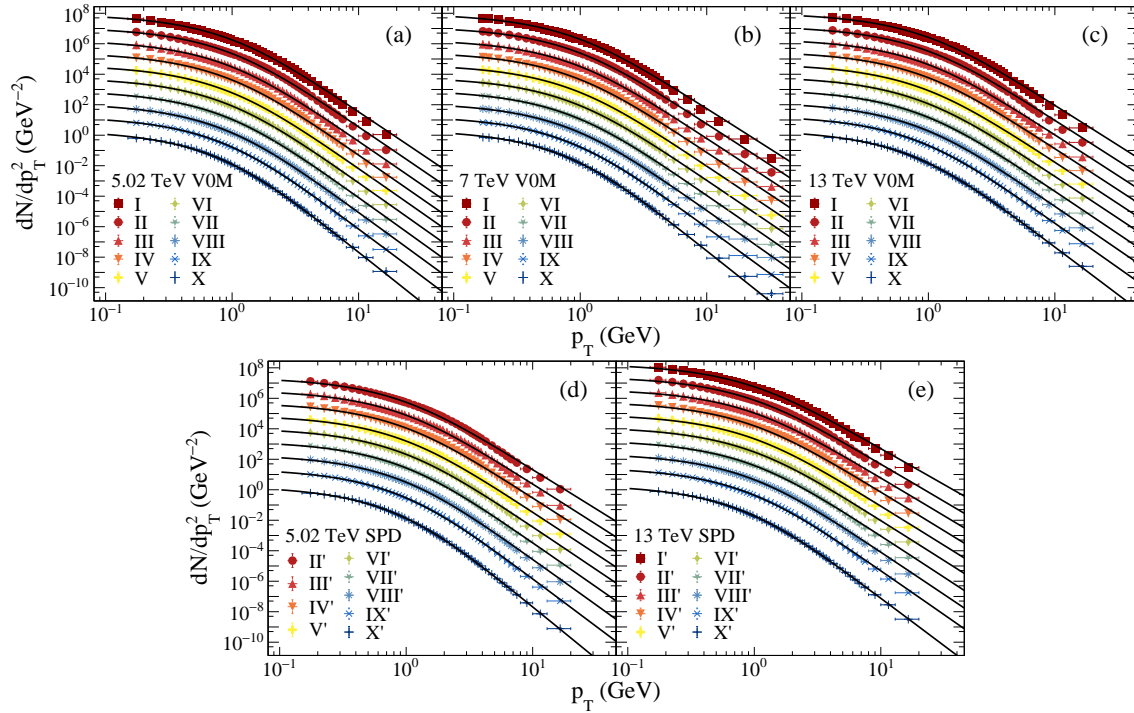 (a) (b) (c)
dN/dp_T^2 (GeV^−2)
10^8
10^6
10^4
10^2
10^0
10^−2
10^−4
10^−6
10^−8
10^−10
5.02 TeV V0M
I VI
II VII
III VIII
IV IX
V X
7 TeV V0M
I VI
II VII
III VIII
IV IX
V X
13 TeV V0M
I VI
II VII
III VIII
IV IX
V X
10^−1 10^0 10^1 10^−1 10^0 10^1 10^−1 10^0 10^1
p_T (GeV) p_T (GeV)
(d) (e)
dN/dp_T^2 (GeV^−2)
10^8
10^6
10^4
10^2
10^0
10^−2
10^−4
10^−6
10^−8
10^−10
5.02 TeV SPD
II' VI'
III' VII'
IV' VIII'
V' IX'
X'
13 TeV SPD
I' VI'
II' VII'
III' VIII'
IV' IX'
V' X'
10^−1 10^0 10^1 10^−1 10^0 10^1
p_T (GeV) p_T (GeV)